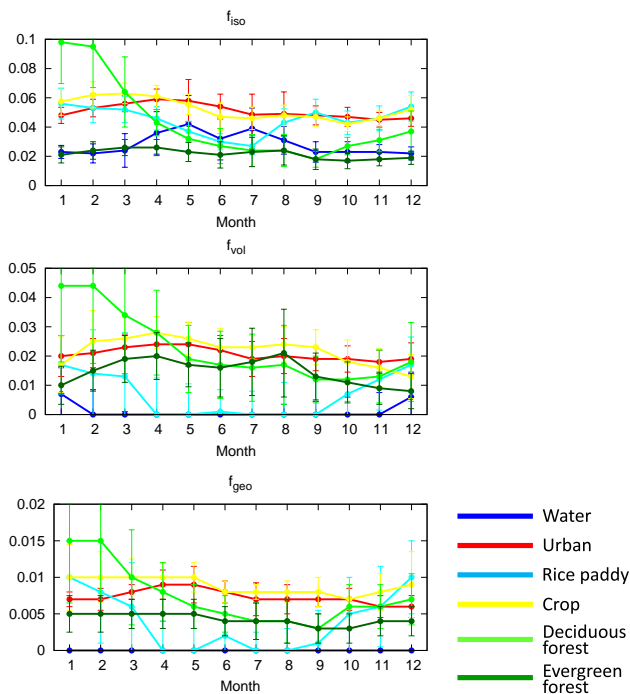 f_iso
0.1
0.08
0.06
0.04
0.02
0
1 2 3 4 5 6 7 8 9 10 11 12
Month
f_vol
0.05
0.04
0.03
0.02
0.01
0
1 2 3 4 5 6 7 8 9 10 11 12
Month
f_geo
0.02
0.015
0.01
0.005
0
1 2 3 4 5 6 7 8 9 10 11 12
Month
Water
Urban
Rice paddy
Crop
Deciduous
forest
Evergreen
forest